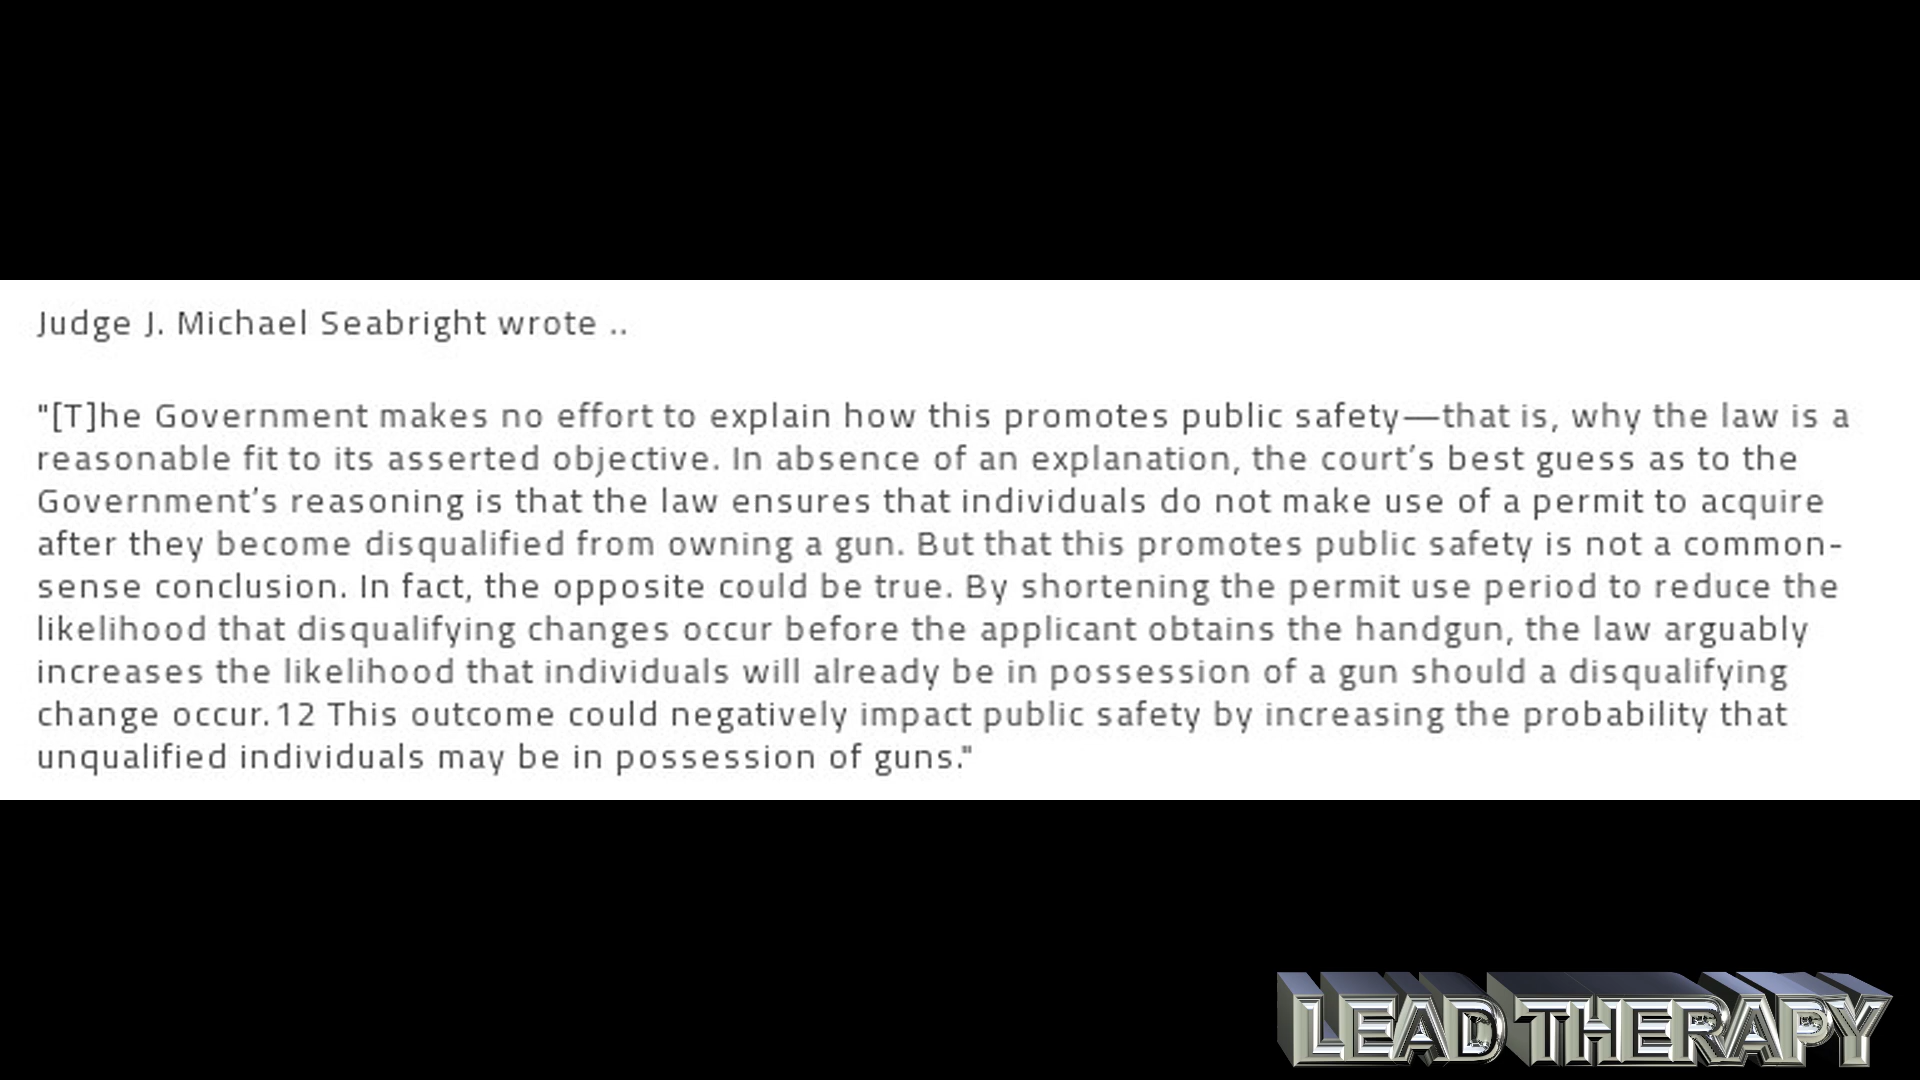 Judge J. Michael Seabright wrote ..
"[T]he Government makes no effort to explain how this promotes public safety—that is, why the law is a
reasonable fit to its asserted objective. In absence of an explanation, the court’s best guess as to the
Government’s reasoning is that the law ensures that individuals do not make use of a permit to acquire
after they become disqualified from owning a gun. But that this promotes public safety is not a common-
sense conclusion. In fact, the opposite could be true. By shortening the permit use period to reduce the
likelihood that disqualifying changes occur before the applicant obtains the handgun, the law arguably
increases the likelihood that individuals will already be in possession of a gun should a disqualifying
change occur.12 This outcome could negatively impact public safety by increasing the probability that
unqualified individuals may be in possession of guns."
LEAD THERAPY